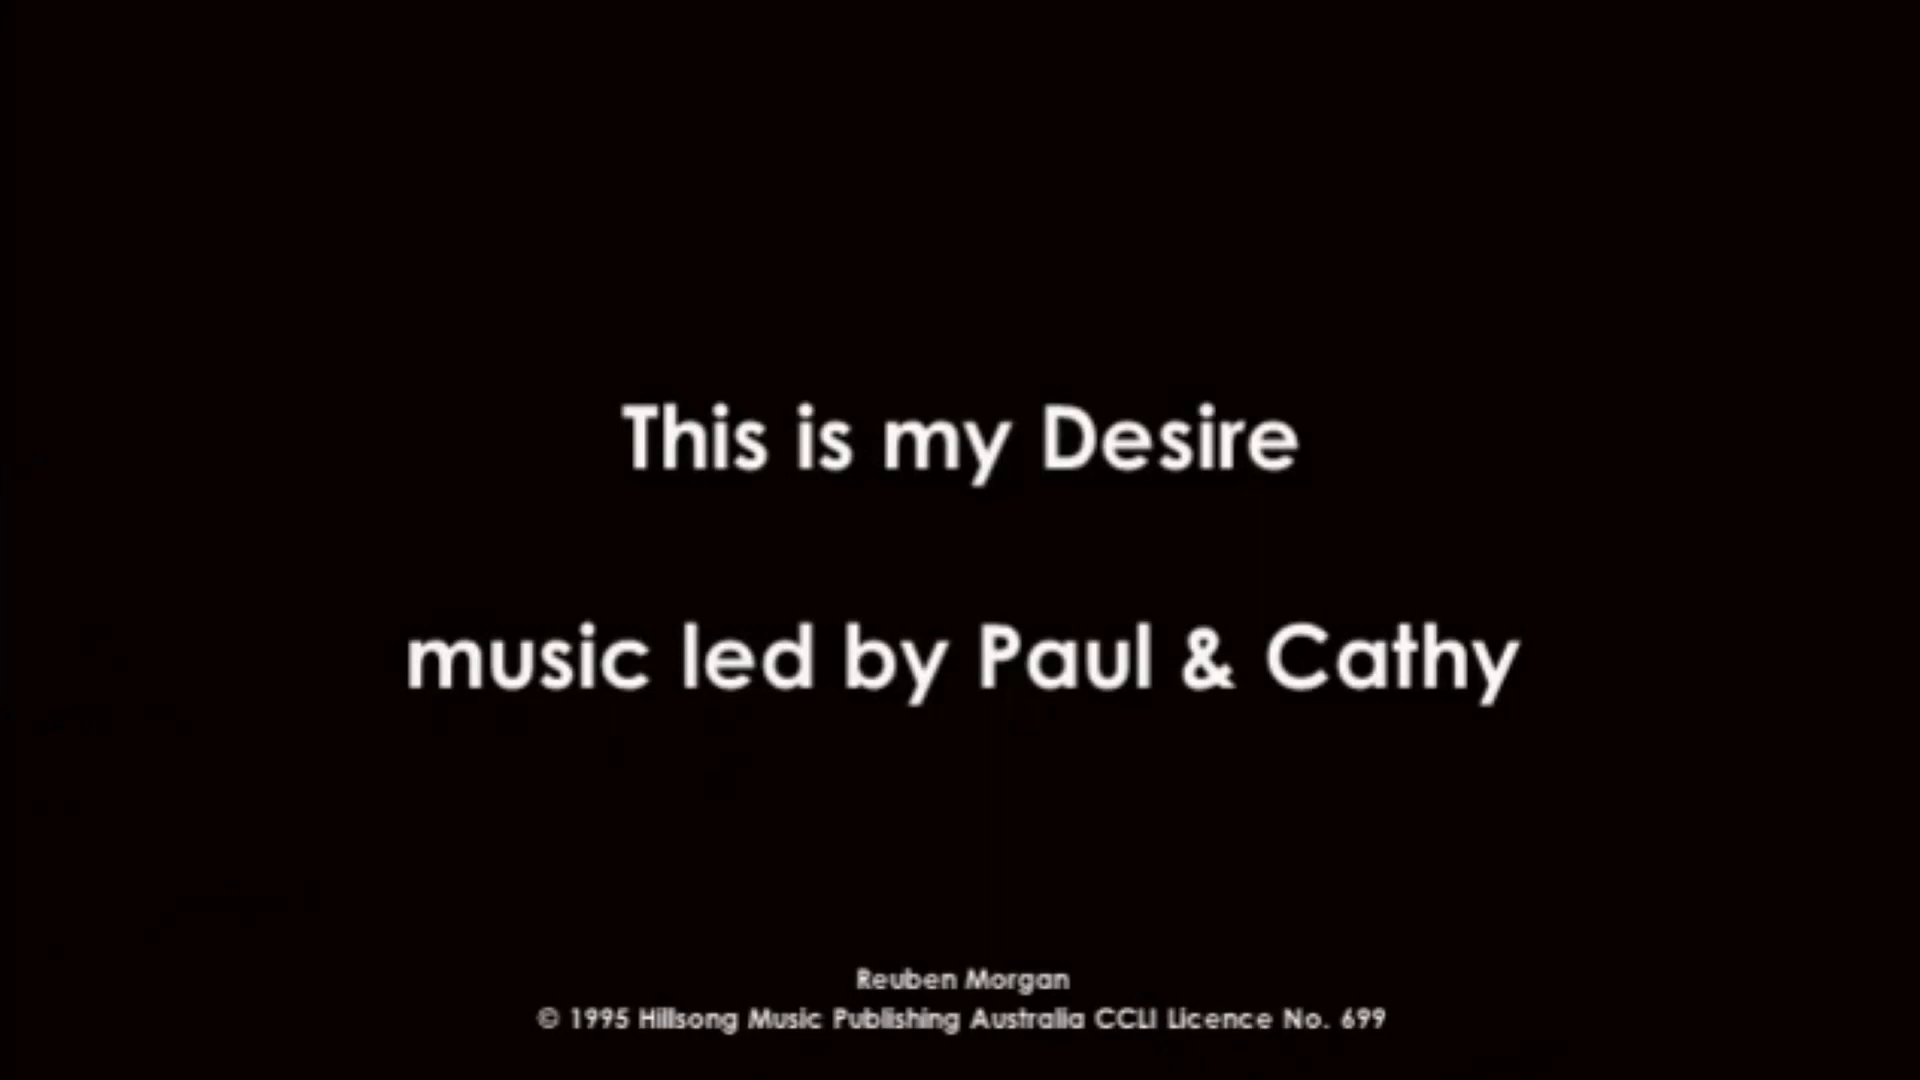 This is my Desire
music led by Paul & Cathy
Reuben Morgan
© 1995 Hillsong Music Publishing Australia CCLI Licence No. 699